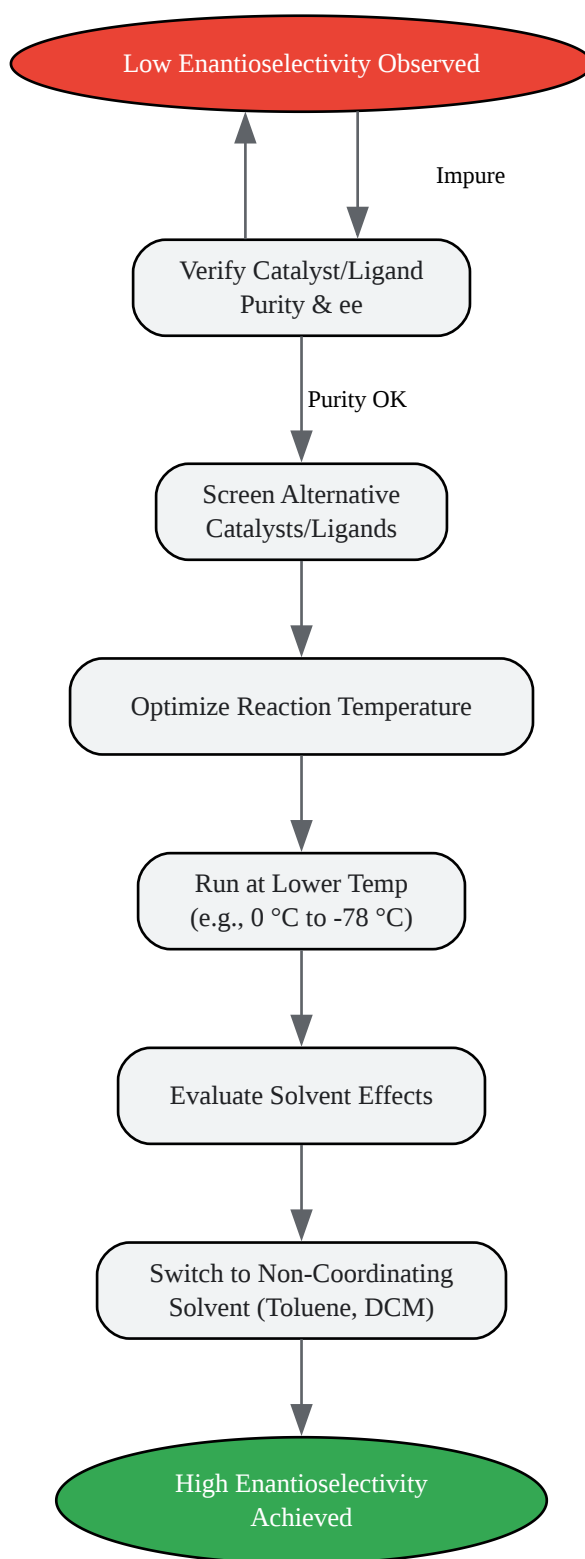 Low Enantioselectivity Observed
Impure
Verify Catalyst/Ligand
Purity & ee
Purity OK
Screen Alternative
Catalysts/Ligands
Optimize Reaction Temperature
Run at Lower Temp
(e.g., 0 °C to -78 °C)
Evaluate Solvent Effects
Switch to Non-Coordinating
Solvent (Toluene, DCM)
High Enantioselectivity
Achieved